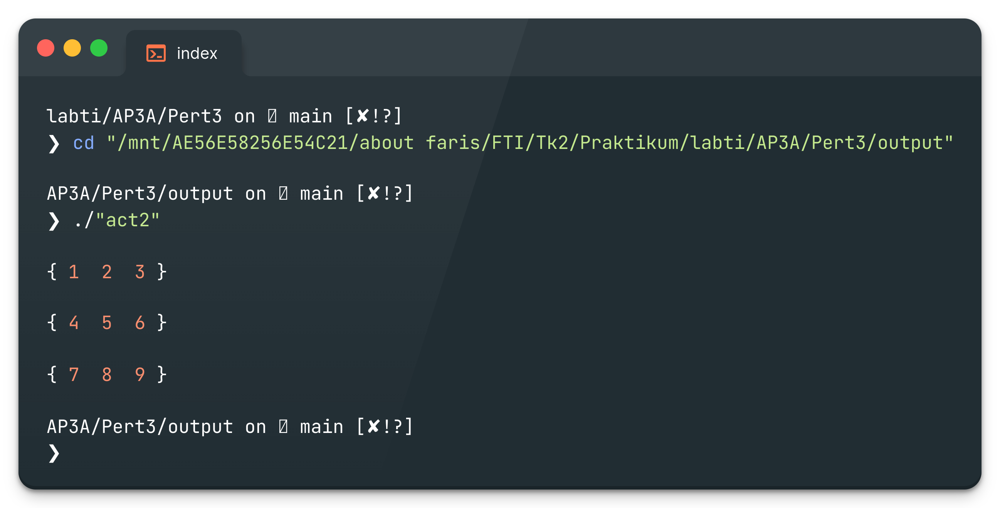 index
labti/AP3A/Pert3 on  main [✘!?]
❯ cd "/mnt/AE56E58256E54C21/about faris/FTI/Tk2/Praktikum/labti/AP3A/Pert3/output"
AP3A/Pert3/output on  main [✘!?]
❯ ./"act2"
{ 1  2  3 }
{ 4  5  6 }
{ 7  8  9 }
AP3A/Pert3/output on  main [✘!?]
❯